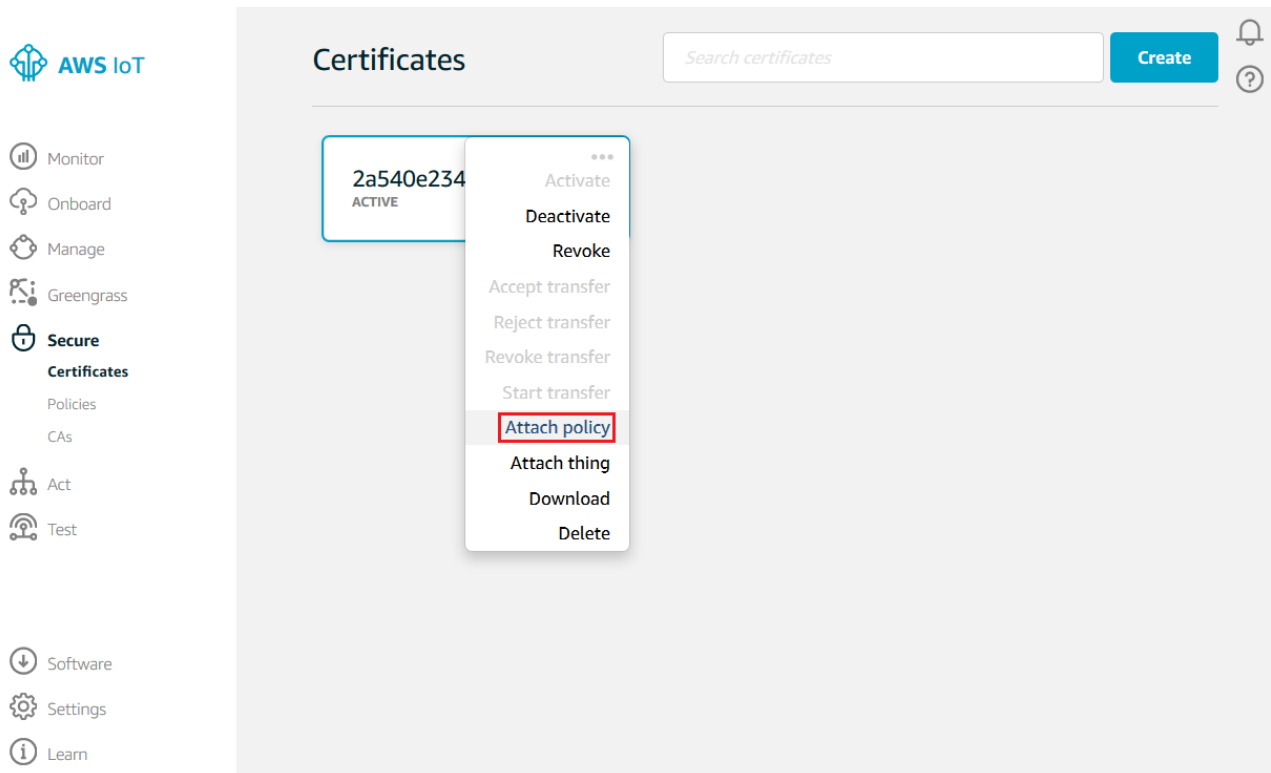 AWS IoT
Monitor
Onboard
Manage
Greengrass
Secure
Certificates
Policies
CAs
Act
Test
Software
Settings
Learn
Certificates
Search certificates
Create
2a540e234
ACTIVE
Activate
Deactivate
Revoke
Accept transfer
Reject transfer
Revoke transfer
Start transfer
Attach policy
Attach thing
Download
Delete